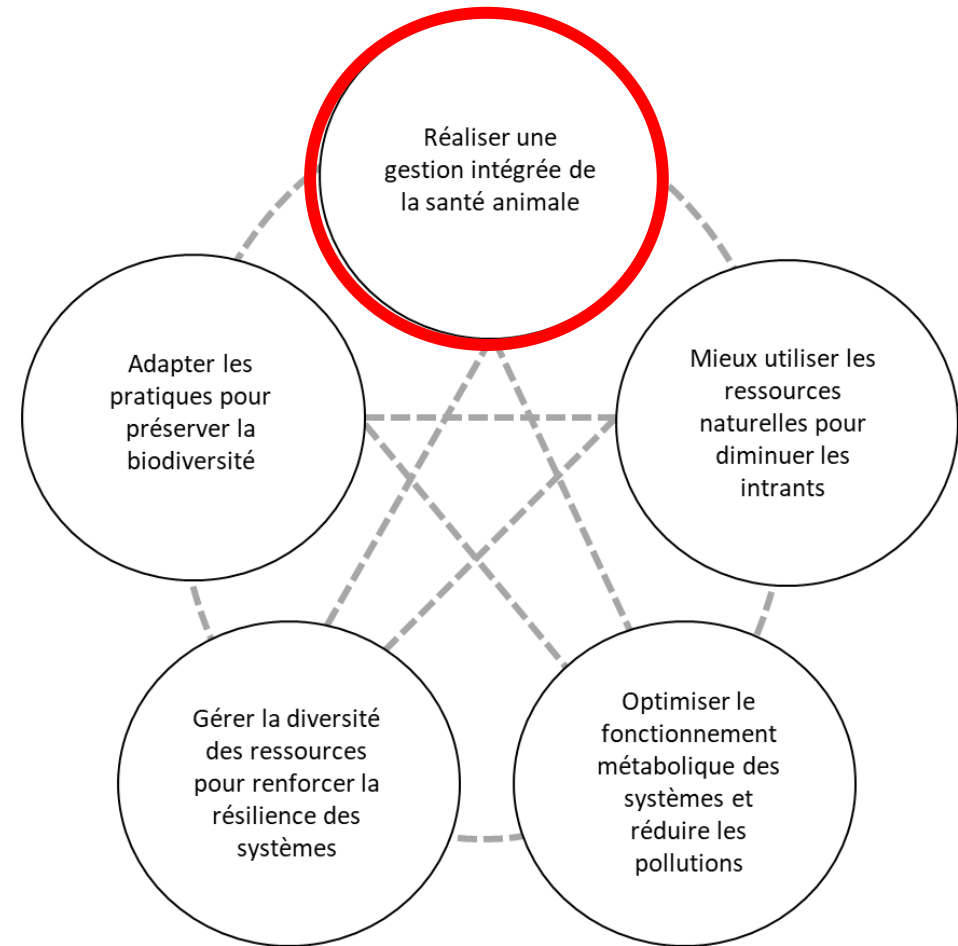 Réaliser une
gestion intégrée de
la santé animale
Adapter les
pratiques pour
préserver la
biodiversité
Mieux utiliser les
ressources
naturelles pour
diminuer les
intrants
Gérer la diversité
des ressources
pour renforcer la
résilience des
systèmes
Optimiser le
fonctionnement
métabolique des
systèmes et
réduire les
pollutions